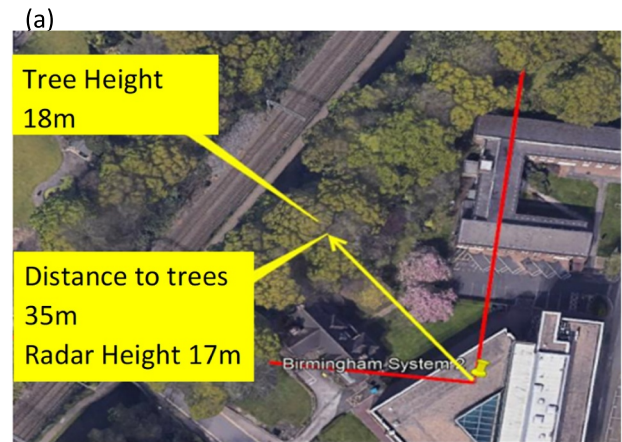 (a)
Tree Height
18m
Distance to trees
35m
Radar Height 17m
Birmingham System 2